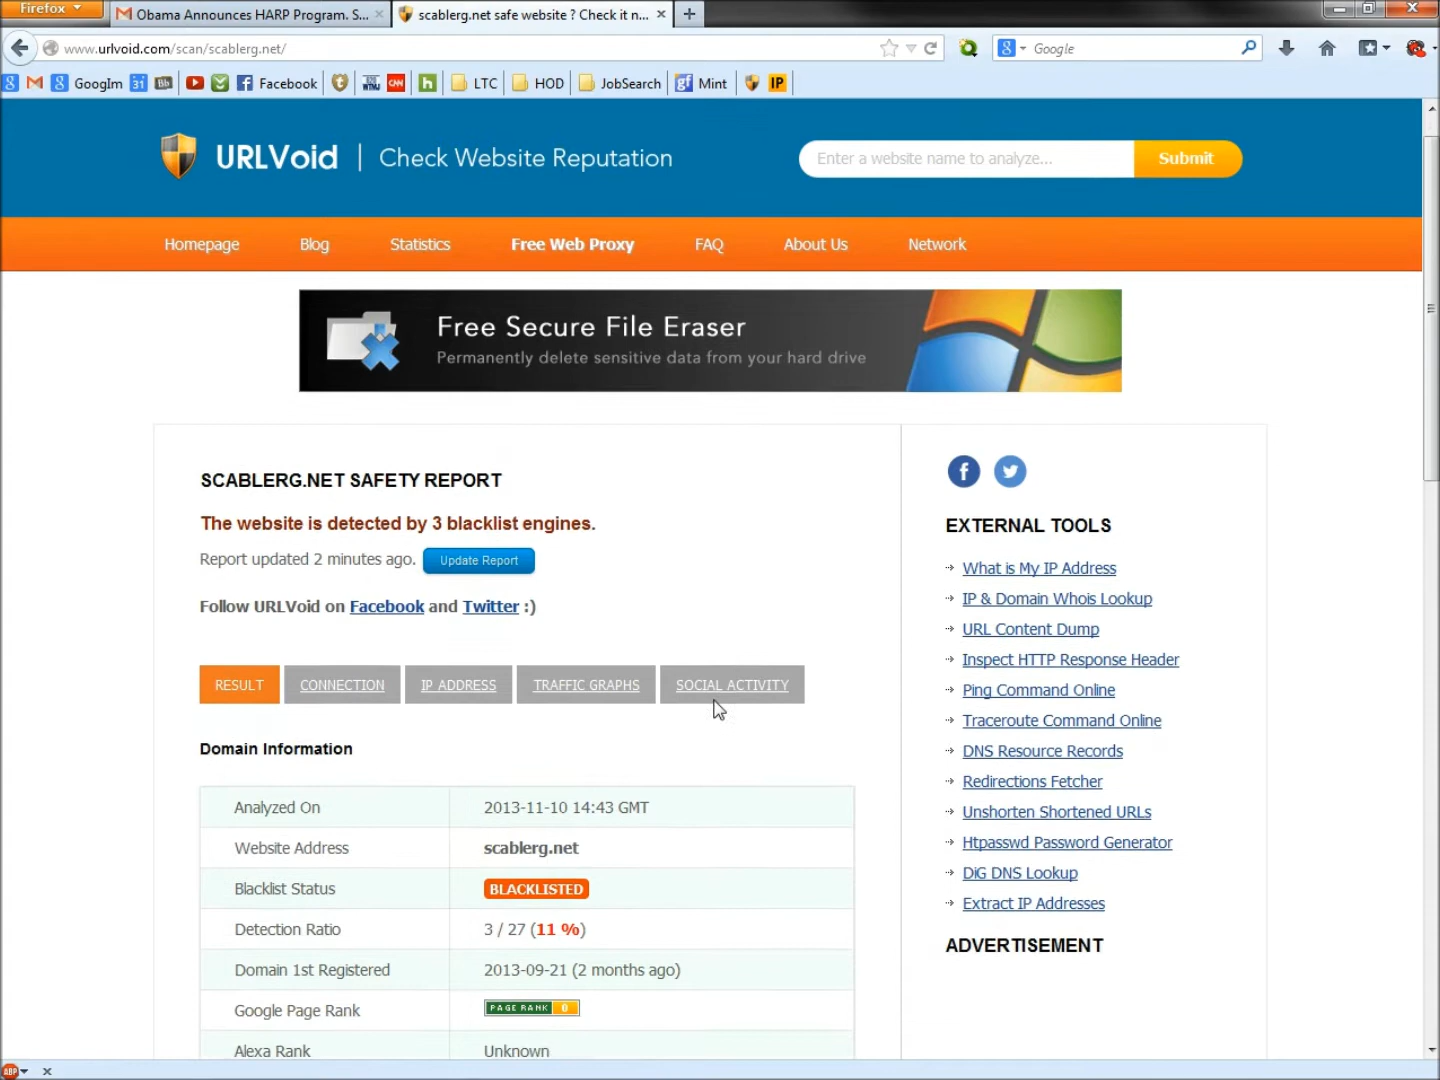 Firefox
Obama Announces HARP Program. S...
scablerg.net safe website ? Check it n...
www.urlvoid.com/scan/scablerg.net/
Google
GoogIm
31
Facebook
CNN
h
LTC
HOD
JobSearch
gf
Mint
IP
URLVoid
Check Website Reputation
Enter a website name to analyze...
Submit
Homepage
Blog
Statistics
Free Web Proxy
FAQ
About Us
Network
Free Secure File Eraser
Permanently delete sensitive data from your hard drive
SCABLERG.NET SAFETY REPORT
The website is detected by 3 blacklist engines.
Report updated 2 minutes ago.
Update Report
Follow URLVoid on Facebook and Twitter :)
RESULT
CONNECTION
IP ADDRESS
TRAFFIC GRAPHS
SOCIAL ACTIVITY
Domain Information
Analyzed On 2013-11-10 14:43 GMT
Website Address scablerg.net
Blacklist Status BLACKLISTED
Detection Ratio 3 / 27 (11 %)
Domain 1st Registered 2013-09-21 (2 months ago)
Google Page Rank PAGE RANK 0
Alexa Rank Unknown
EXTERNAL TOOLS
What is My IP Address
IP & Domain Whois Lookup
URL Content Dump
Inspect HTTP Response Header
Ping Command Online
Traceroute Command Online
DNS Resource Records
Redirections Fetcher
Unshorten Shortened URLs
Htpasswd Password Generator
DiG DNS Lookup
Extract IP Addresses
ADVERTISEMENT
ABP